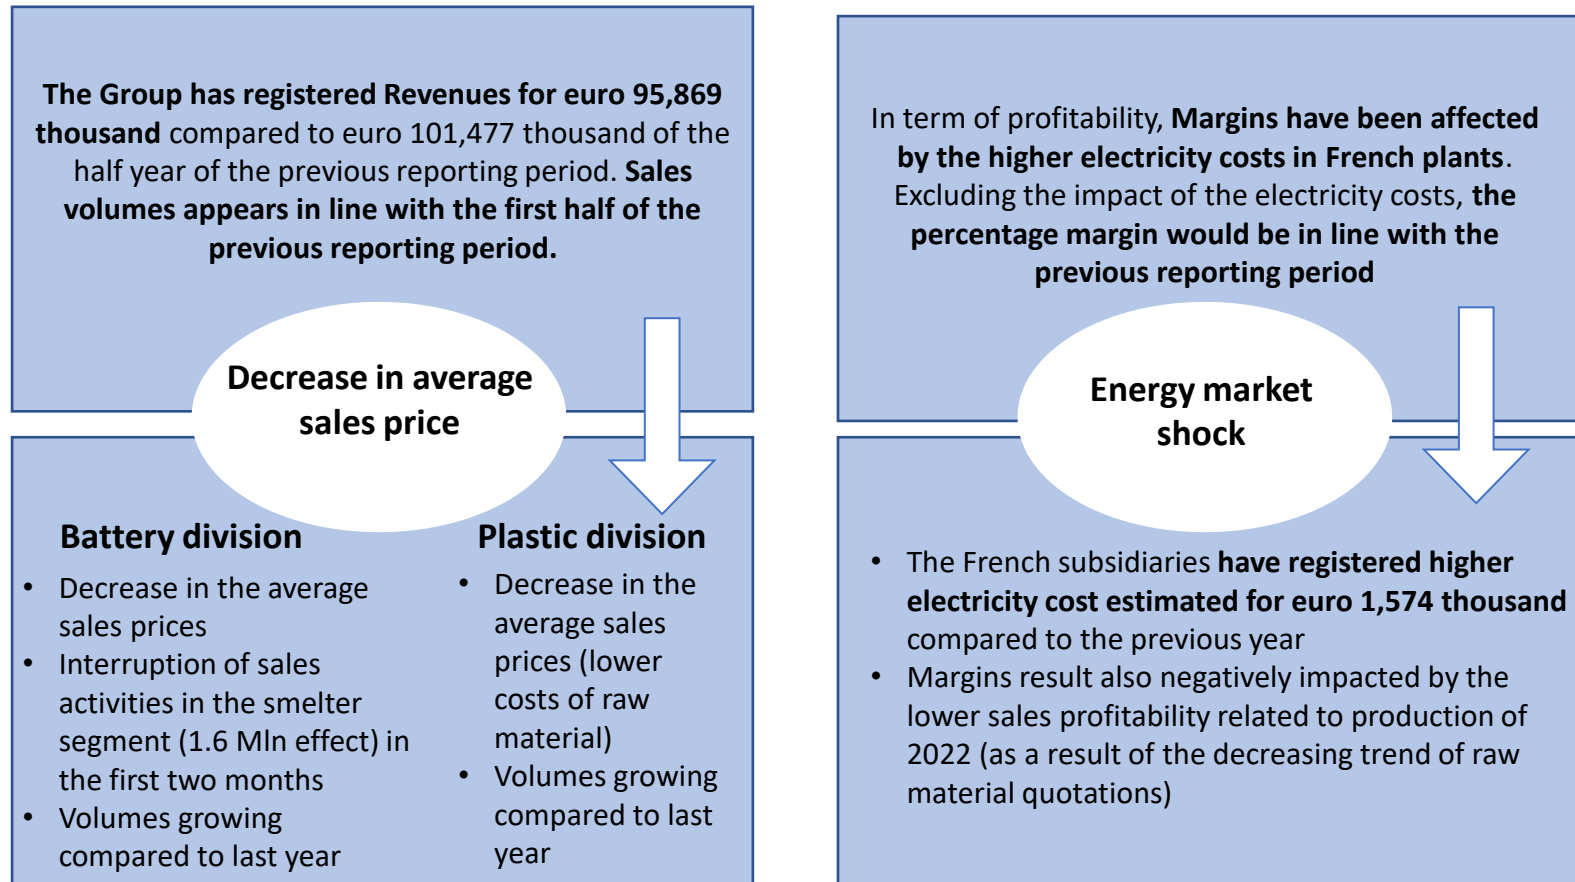 The Group has registered Revenues for euro 95,869
thousand compared to euro 101,477 thousand of the
half year of the previous reporting period. Sales
volumes appears in line with the first half of the
previous reporting period.
Decrease in average
sales price
Battery division
• Decrease in the average
sales prices
• Interruption of sales
activities in the smelter
segment (1.6 Mln effect) in
the first two months
• Volumes growing
compared to last year
Plastic division
• Decrease in the
average sales
prices (lower
costs of raw
material)
• Volumes growing
compared to last
year
In term of profitability, Margins have been affected
by the higher electricity costs in French plants.
Excluding the impact of the electricity costs, the
percentage margin would be in line with the
previous reporting period
Energy market
shock
• The French subsidiaries have registered higher
electricity cost estimated for euro 1,574 thousand
compared to the previous year
• Margins result also negatively impacted by the
lower sales profitability related to production of
2022 (as a result of the decreasing trend of raw
material quotations)